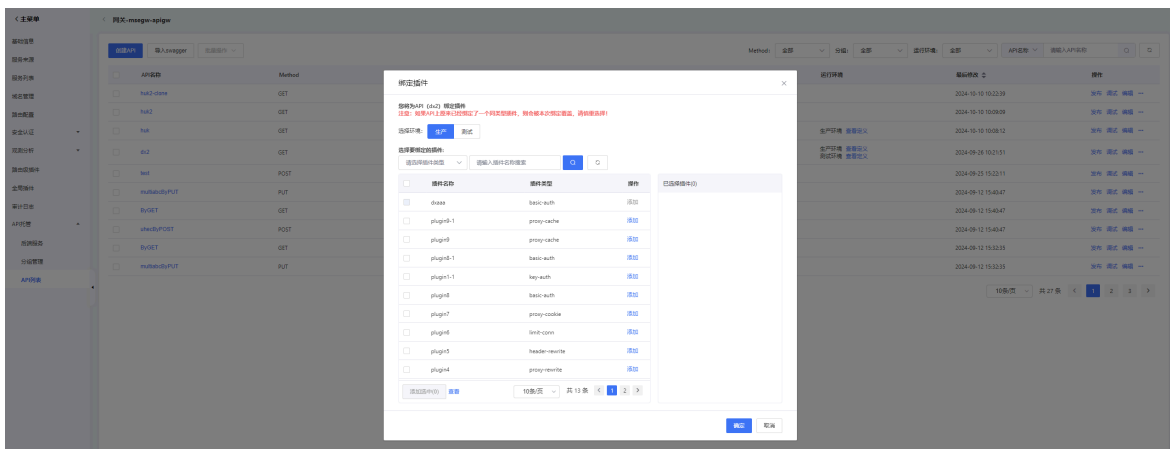 〈 主菜单
〈 网关-msegw-apigw
基础信息
服务来源
服务列表
域名管理
路由配置
安全认证
观测分析
路由级插件
全局插件
审计日志
API托管
后端服务
分组管理
API列表
创建API 导入swagger 批量操作
Method: 全部 分组: 全部 运行环境: 全部 API名称 请输入API名称
API名称 Method 运行环境 最后修改 操作
hsk2-clone GET 2024-10-10 10:22:39 发布 调试 编辑
hsk2 GET 2024-10-10 10:09:09 发布 调试 编辑
hsk GET 生产环境 查看定义 2024-10-10 10:08:12 发布 调试 编辑
ds2 GET 生产环境 查看定义 测试环境 查看定义 2024-09-26 10:21:51 发布 调试 编辑
test POST 2024-09-25 15:22:11 发布 调试 编辑
multiabcByPUT PUT 2024-09-12 15:40:47 发布 调试 编辑
ByGET GET 2024-09-12 15:40:47 发布 调试 编辑
POST 2024-09-12 15:40:47 发布 调试 编辑
ByGET GET 2024-09-12 15:32:35 发布 调试 编辑
multiabcByPUT PUT 2024-09-12 15:32:35 发布 调试 编辑
10条/页 共 27 条 1 2 3
绑定插件
您将为API（ds2）绑定插件
注意：如果API上原来已经绑定了一个同类型插件，则会被本次绑定覆盖，请慎重选择！
选择环境: 生产 测试
选择要绑定的插件:
请选择插件类型 请输入插件名称搜索
插件名称 插件类型 操作
dxaaa basic-auth 添加
plugin9-1 proxy-cache 添加
plugin9 proxy-cache 添加
plugin8-1 basic-auth 添加
plugin1-1 key-auth 添加
plugin8 basic-auth 添加
plugin7 proxy-cookie 添加
plugin6 limit-conn 添加
plugin5 header-rewrite 添加
plugin4 proxy-rewrite 添加
添加选中(0) 查看 10条/页 共 13 条 1 2
已选择插件(0)
确定 取消